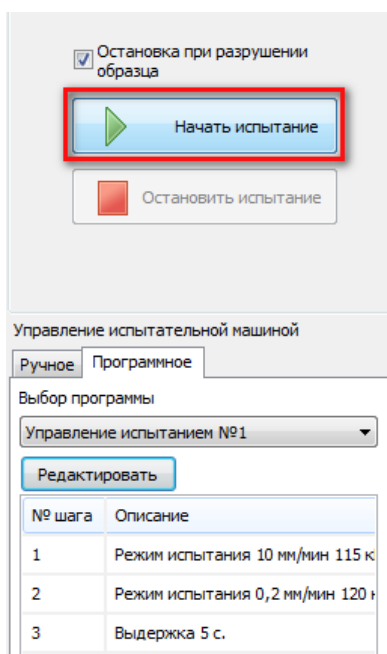 Остановка при разрушении
образца
Начать испытание
Остановить испытание
Управление испытательной машиной
Ручное Программное
Выбор программы
Управление испытанием №1
Редактировать
№ шага Описание
1 Режим испытания 10 мм/мин 115
2 Режим испытания 0,2 мм/мин 120
3 Выдержка 5 с.